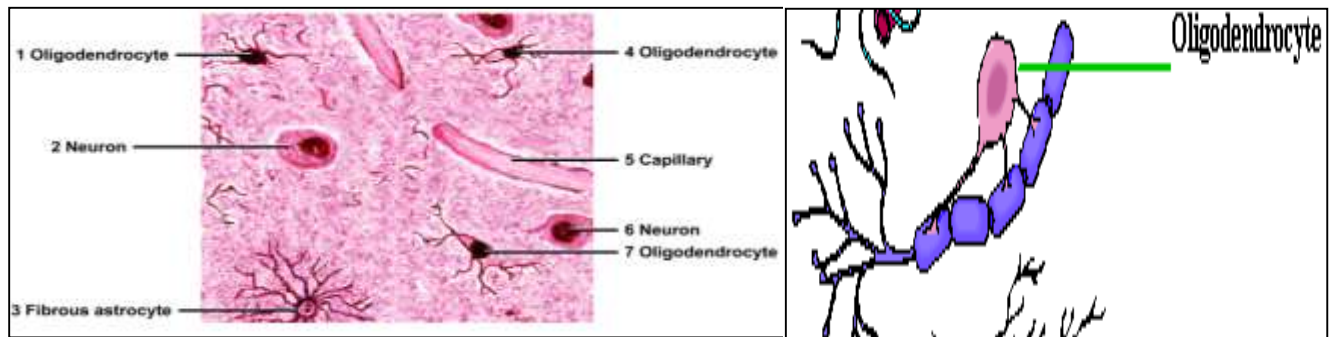 1 Oligodendrocyte
2 Neuron
3 Fibrous astrocyte
4 Oligodendrocyte
5 Capillary
6 Neuron
7 Oligodendrocyte
Oligodendrocyte